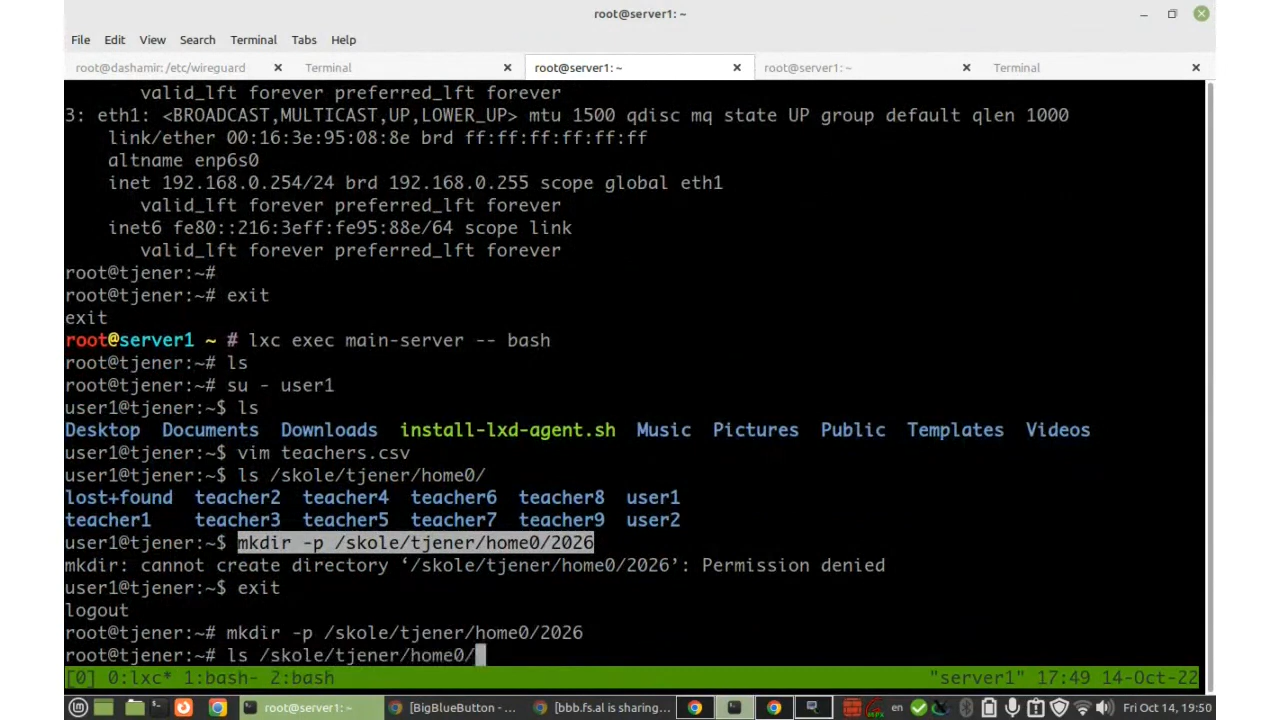 root@server1: ~
File Edit View Search Terminal Tabs Help
root@dashamir: /etc/wireguard Terminal root@server1: ~ root@server1: ~ Terminal
valid_lft forever preferred_lft forever
3: eth1: <BROADCAST,MULTICAST,UP,LOWER_UP> mtu 1500 qdisc mq state UP group default qlen 1000
link/ether 00:16:3e:95:08:8e brd ff:ff:ff:ff:ff:ff
altname enp6s0
inet 192.168.0.254/24 brd 192.168.0.255 scope global eth1
valid_lft forever preferred_lft forever
inet6 fe80::216:3eff:fe95:88e/64 scope link
valid_lft forever preferred_lft forever
root@tjener:~#
root@tjener:~# exit
exit
root@server1 ~ # lxc exec main-server -- bash
root@tjener:~# ls
root@tjener:~# su - user1
user1@tjener:~$ ls
Desktop Documents Downloads install-lxd-agent.sh Music Pictures Public Templates Videos
user1@tjener:~$ vim teachers.csv
user1@tjener:~$ ls /skole/tjener/home0/
lost+found teacher2 teacher4 teacher6 teacher8 user1
teacher1 teacher3 teacher5 teacher7 teacher9 user2
user1@tjener:~$ mkdir -p /skole/tjener/home0/2026
mkdir: cannot create directory ‘/skole/tjener/home0/2026’: Permission denied
user1@tjener:~$ exit
logout
root@tjener:~# mkdir -p /skole/tjener/home0/2026
root@tjener:~# ls /skole/tjener/home0/
[0] 0:lxc* 1:bash- 2:bash "server1" 17:49 14-Oct-22
root@server1: ~ [BigBlueButton - ... [bbb.fs.al is sharing... en Fri Oct 14, 19:50